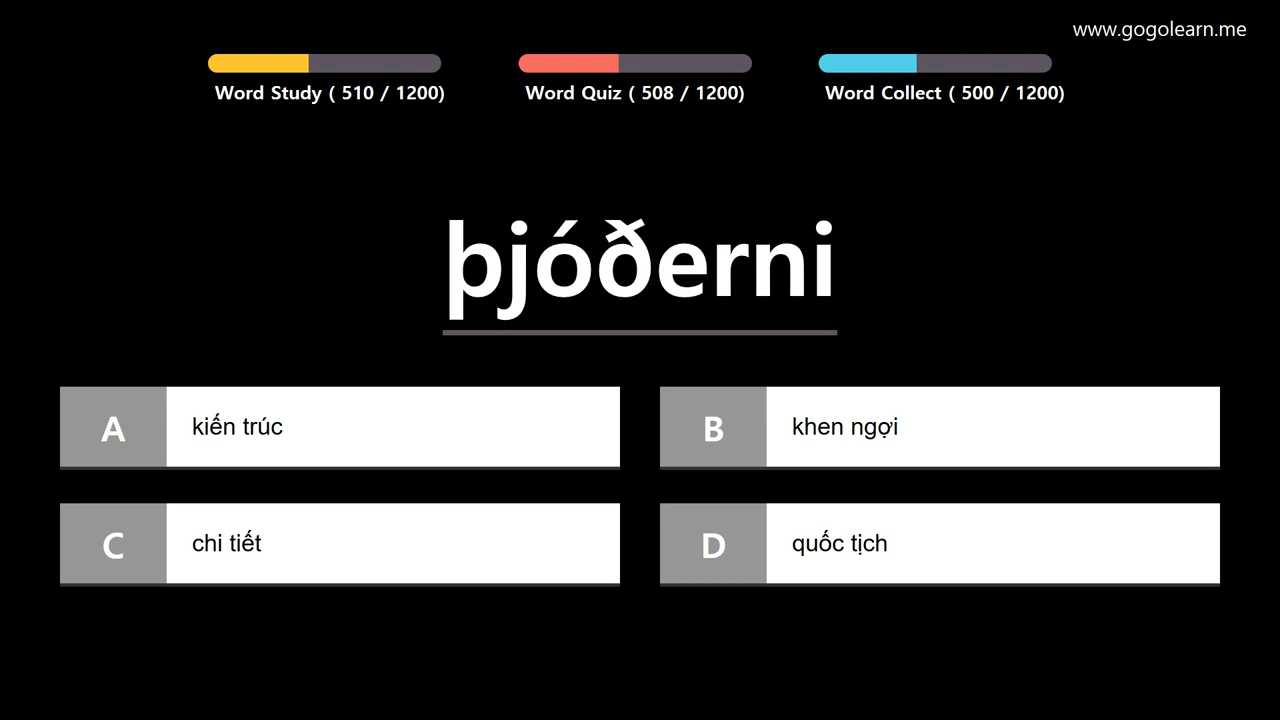 www.gogolearn.me
Word Study ( 510 / 1200)
Word Quiz ( 508 / 1200)
Word Collect ( 500 / 1200)
þjóðerni
A kiến trúc
B khen ngợi
C chi tiết
D quốc tịch